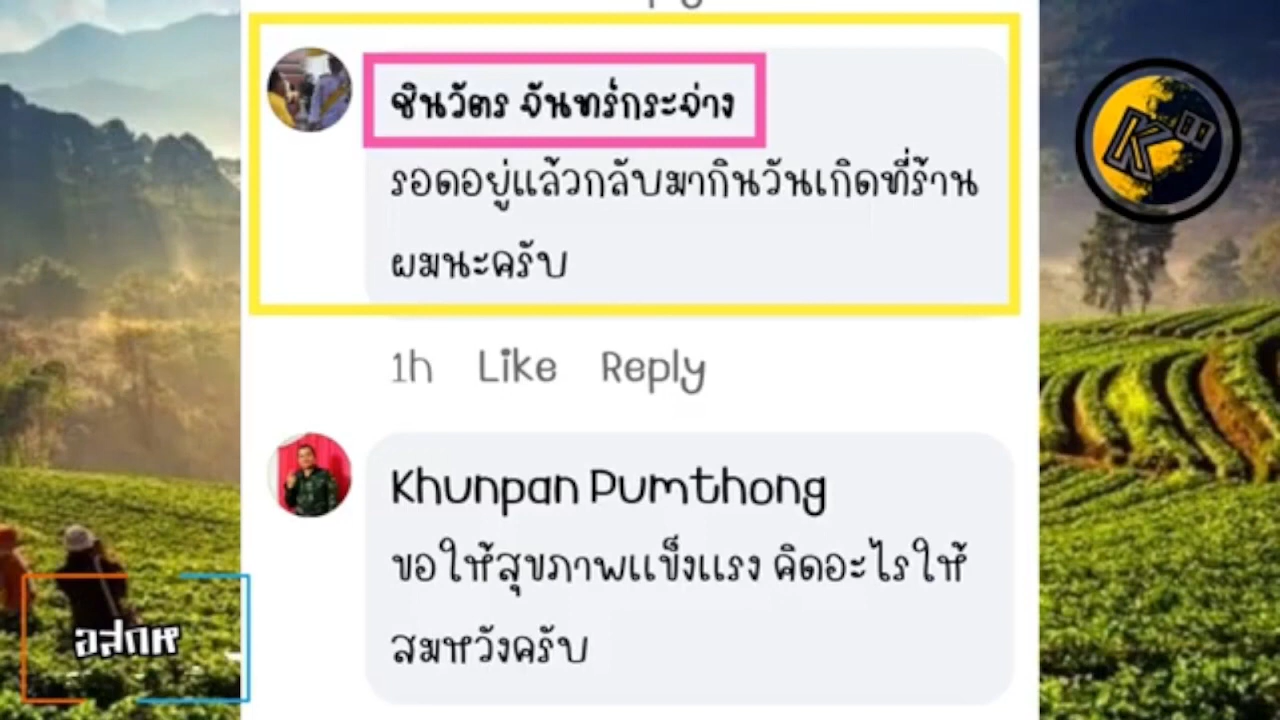 ชินวัตร จันทร์กระจ่าง
รอดอยู่แล้วกลับมากินวันเกิดที่ร้าน
ผมนะครับ
1h Like Reply
Khunpan Pumthong
ขอให้สุขภาพแข็งแรง คิดอะไรให้
สมหวังครับ
อสกห